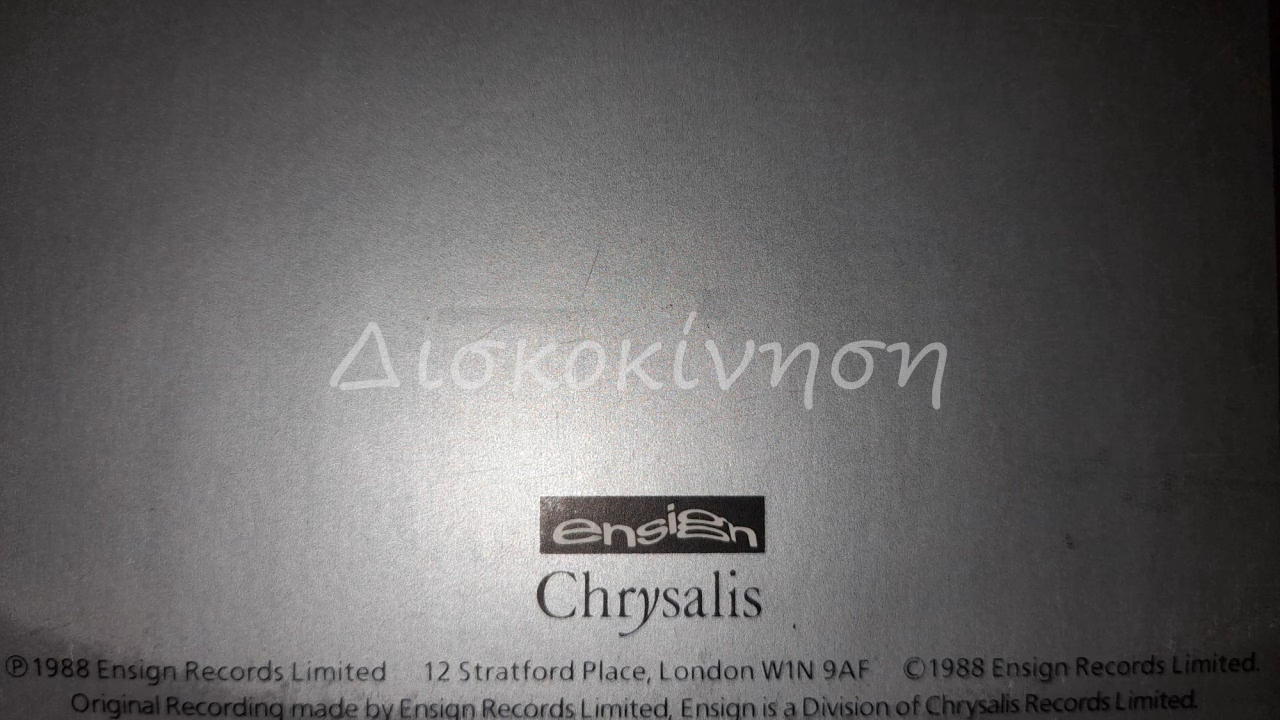 Δισκοκίνηση
ensign
Chrysalis
Ⓟ1988 Ensign Records Limited 12 Stratford Place, London W1N 9AF ©1988 Ensign Records Limited.
Original Recording made by Ensign Records Limited, Ensign is a Division of Chrysalis Records Limited.